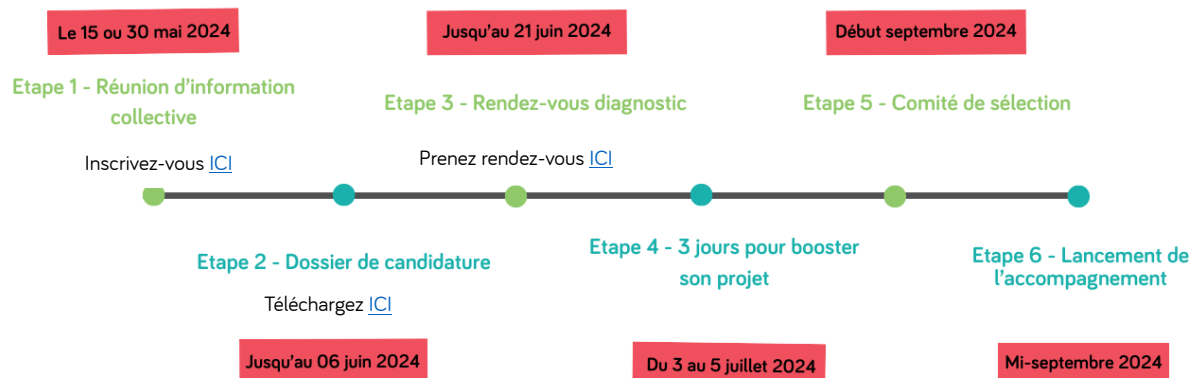 Le 15 ou 30 mai 2024
Etape 1 - Réunion d'information
collective
Inscrivez-vous ICI
Etape 2 - Dossier de candidature
Téléchargez ICI
Jusqu'au 06 juin 2024
Jusqu'au 21 juin 2024
Etape 3 - Rendez-vous diagnostic
Prenez rendez-vous ICI
Etape 4 - 3 jours pour booster
son projet
Du 3 au 5 juillet 2024
Début septembre 2024
Etape 5 - Comité de sélection
Etape 6 - Lancement de
l'accompagnement
Mi-septembre 2024